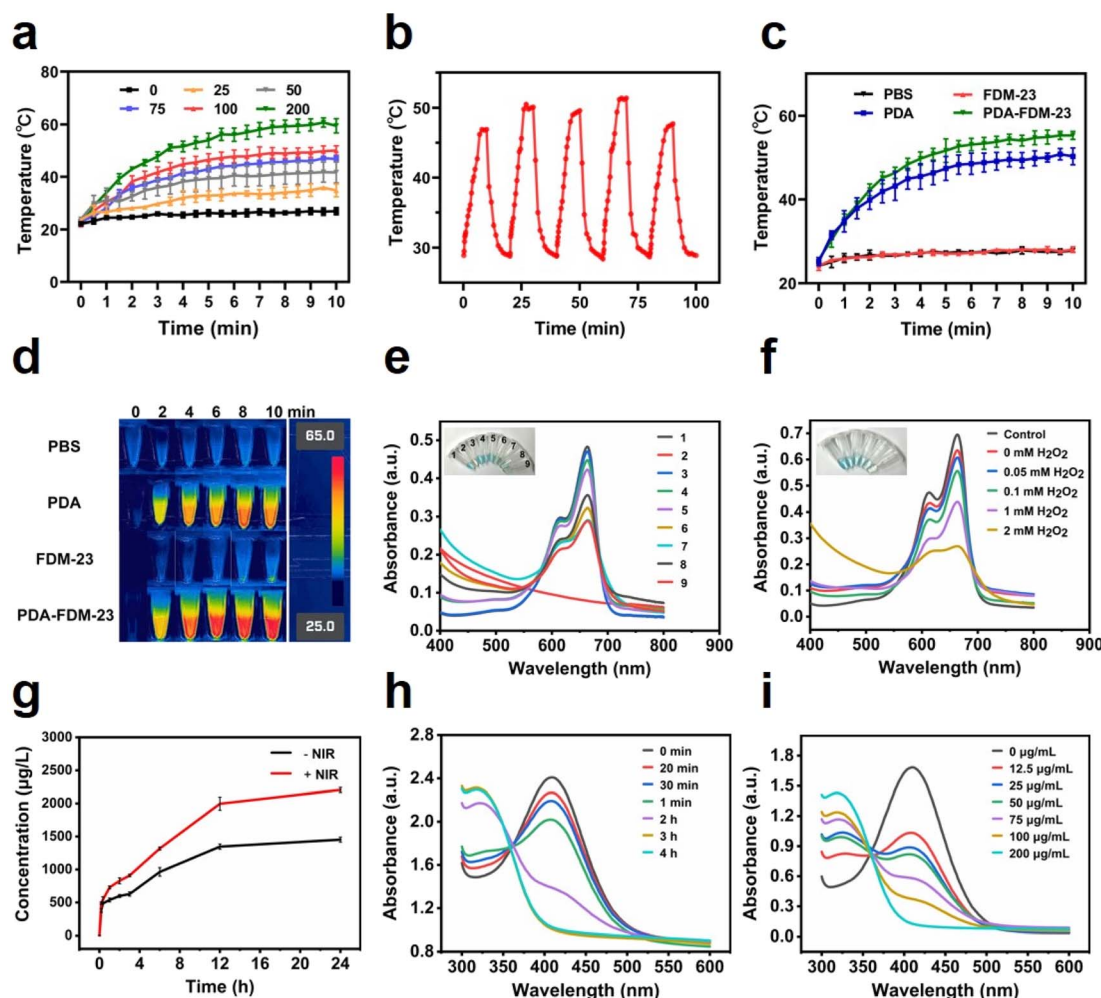 a
b
c
80
60
40
20
0
0 25 50
75 100 200
Temperature (°C)
0 1 2 3 4 5 6 7 8 9 10
Time (min)
50
40
30
Temperature (°C)
0 25 50 75 100
Time (min)
60
40
20
PBS FDM-23
PDA PDA-FDM-23
Temperature (°C)
0 1 2 3 4 5 6 7 8 9 10
Time (min)
d
e
f
0 2 4 6 8 10 min
PBS
PDA
FDM-23
PDA-FDM-23
65.0
25.0
0.5
0.4
0.3
0.2
0.1
0.0
Absorbance (a.u.)
1 2 3 4 5 6 7 8 9
1
2
3
4
5
6
7
8
9
400 500 600 700 800 900
Wavelength (nm)
0.7
0.6
0.5
0.4
0.3
0.2
0.1
0.0
Absorbance (a.u.)
Control
0 mM H₂O₂
0.05 mM H₂O₂
0.1 mM H₂O₂
1 mM H₂O₂
2 mM H₂O₂
400 500 600 700 800 900
Wavelength (nm)
g
h
i
3000
2500
2000
1500
1000
500
0
Concentration (μg/L)
- NIR
+ NIR
0 4 8 12 16 20 24
Time (h)
2.8
2.4
2.0
1.6
1.2
0.8
Absorbance (a.u.)
0 min
20 min
30 min
1 min
2 h
3 h
4 h
300 350 400 450 500 550 600
Wavelength (nm)
1.8
1.5
1.2
0.9
0.6
0.3
0.0
Absorbance (a.u.)
0 μg/mL
12.5 μg/mL
25 μg/mL
50 μg/mL
75 μg/mL
100 μg/mL
200 μg/mL
300 350 400 450 500 550 600
Wavelength (nm)